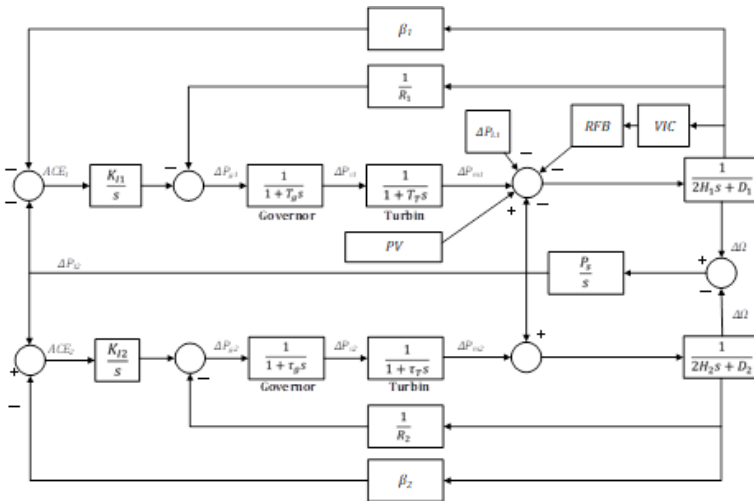 β1
1
R1
ΔPL1
RFB
VIC
ACE1
KI1
s
ΔPg1
1
1 + Tgs
Governor
ΔPv1
1
1 + TTs
Turbin
ΔPm1
1
2H1s + D1
PV
ΔP12
Ps
s
ΔΩ
ΔΩ
ACE2
KI2
s
ΔPg2
1
1 + τgs
Governor
ΔPv2
1
1 + τTs
Turbin
ΔPm2
1
2H2s + D2
1
R2
β2